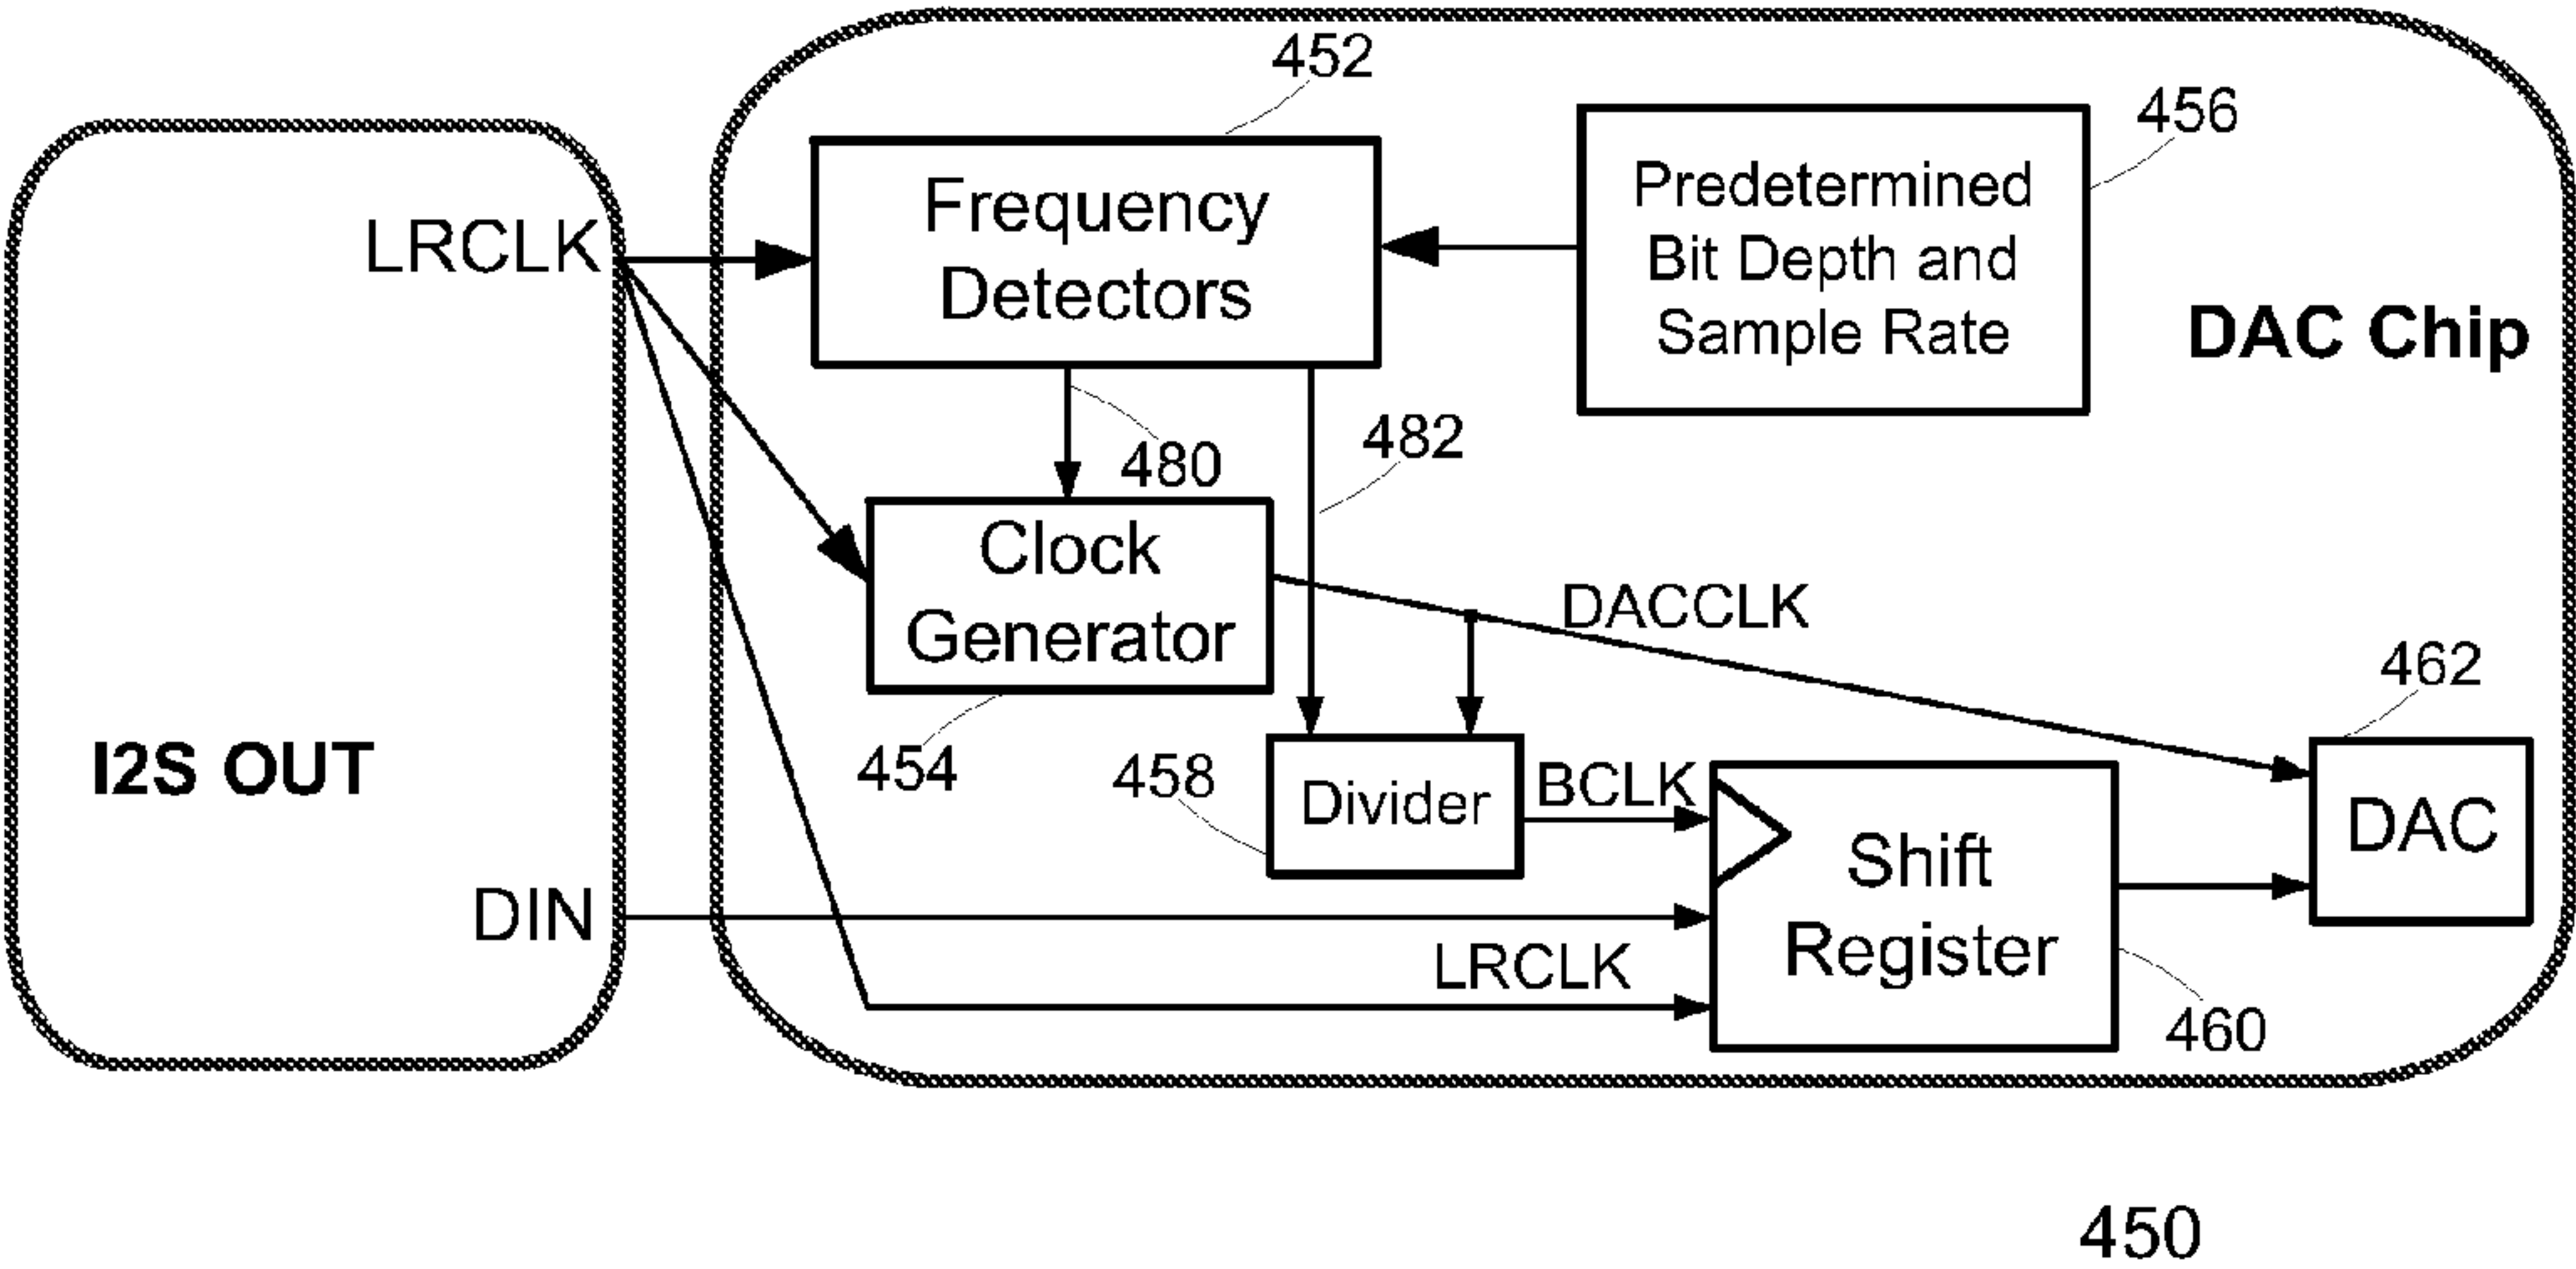 452
456
Frequency
Detectors
Predetermined
Bit Depth and
Sample Rate
LRCLK
DAC Chip
480
482
Clock
Generator
DACCLK
454
462
I2S OUT
458
Divider
BCLK
DAC
Shift
Register
DIN
LRCLK
460
450